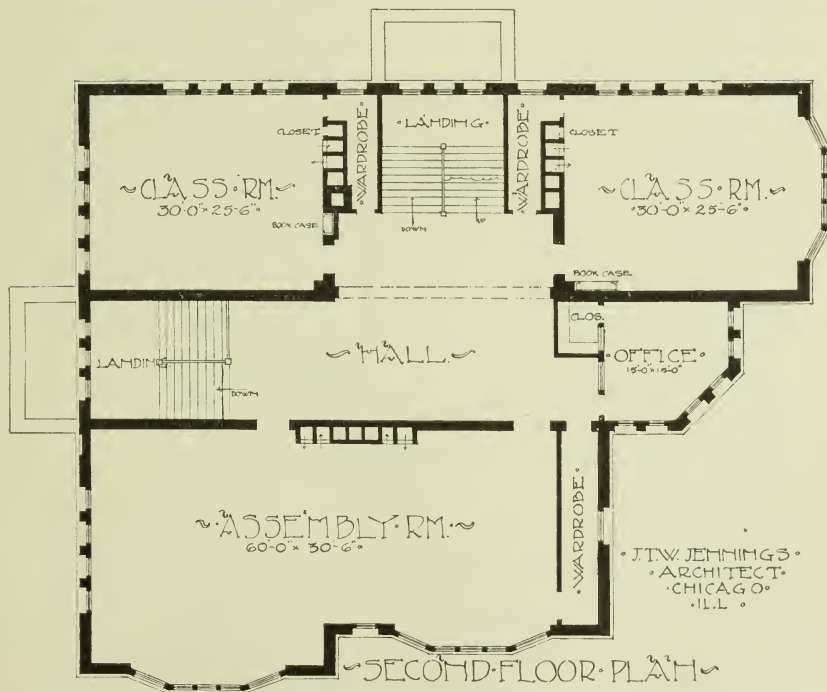 LANDING
WARDROBE
WARDROBE
CLOSET
CLOSET
CLASS·RM.
30'-0" × 25'-6"
CLASS·RM.
30'-0" × 25'-6"
BOOK CASE
DOWN
UP
BOOK CASE
CLOS.
LANDING
HALL
OFFICE
15'-0" × 15'-0"
DOWN
ASSEMBLY·RM.
60'-0" × 30'-6"
WARDROBE
J.T.W. JENNINGS
ARCHITECT
CHICAGO
ILL
SECOND·FLOOR·PLAN